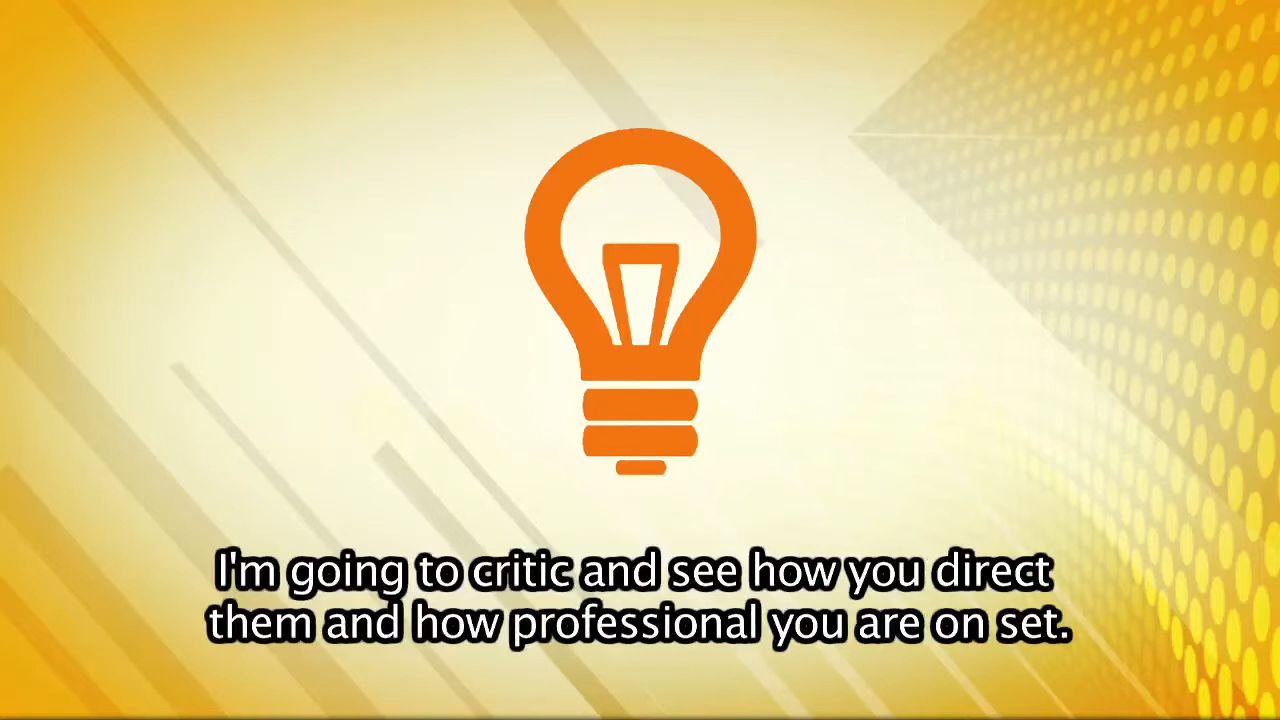 I'm going to critic and see how you direct
them and how professional you are on set.